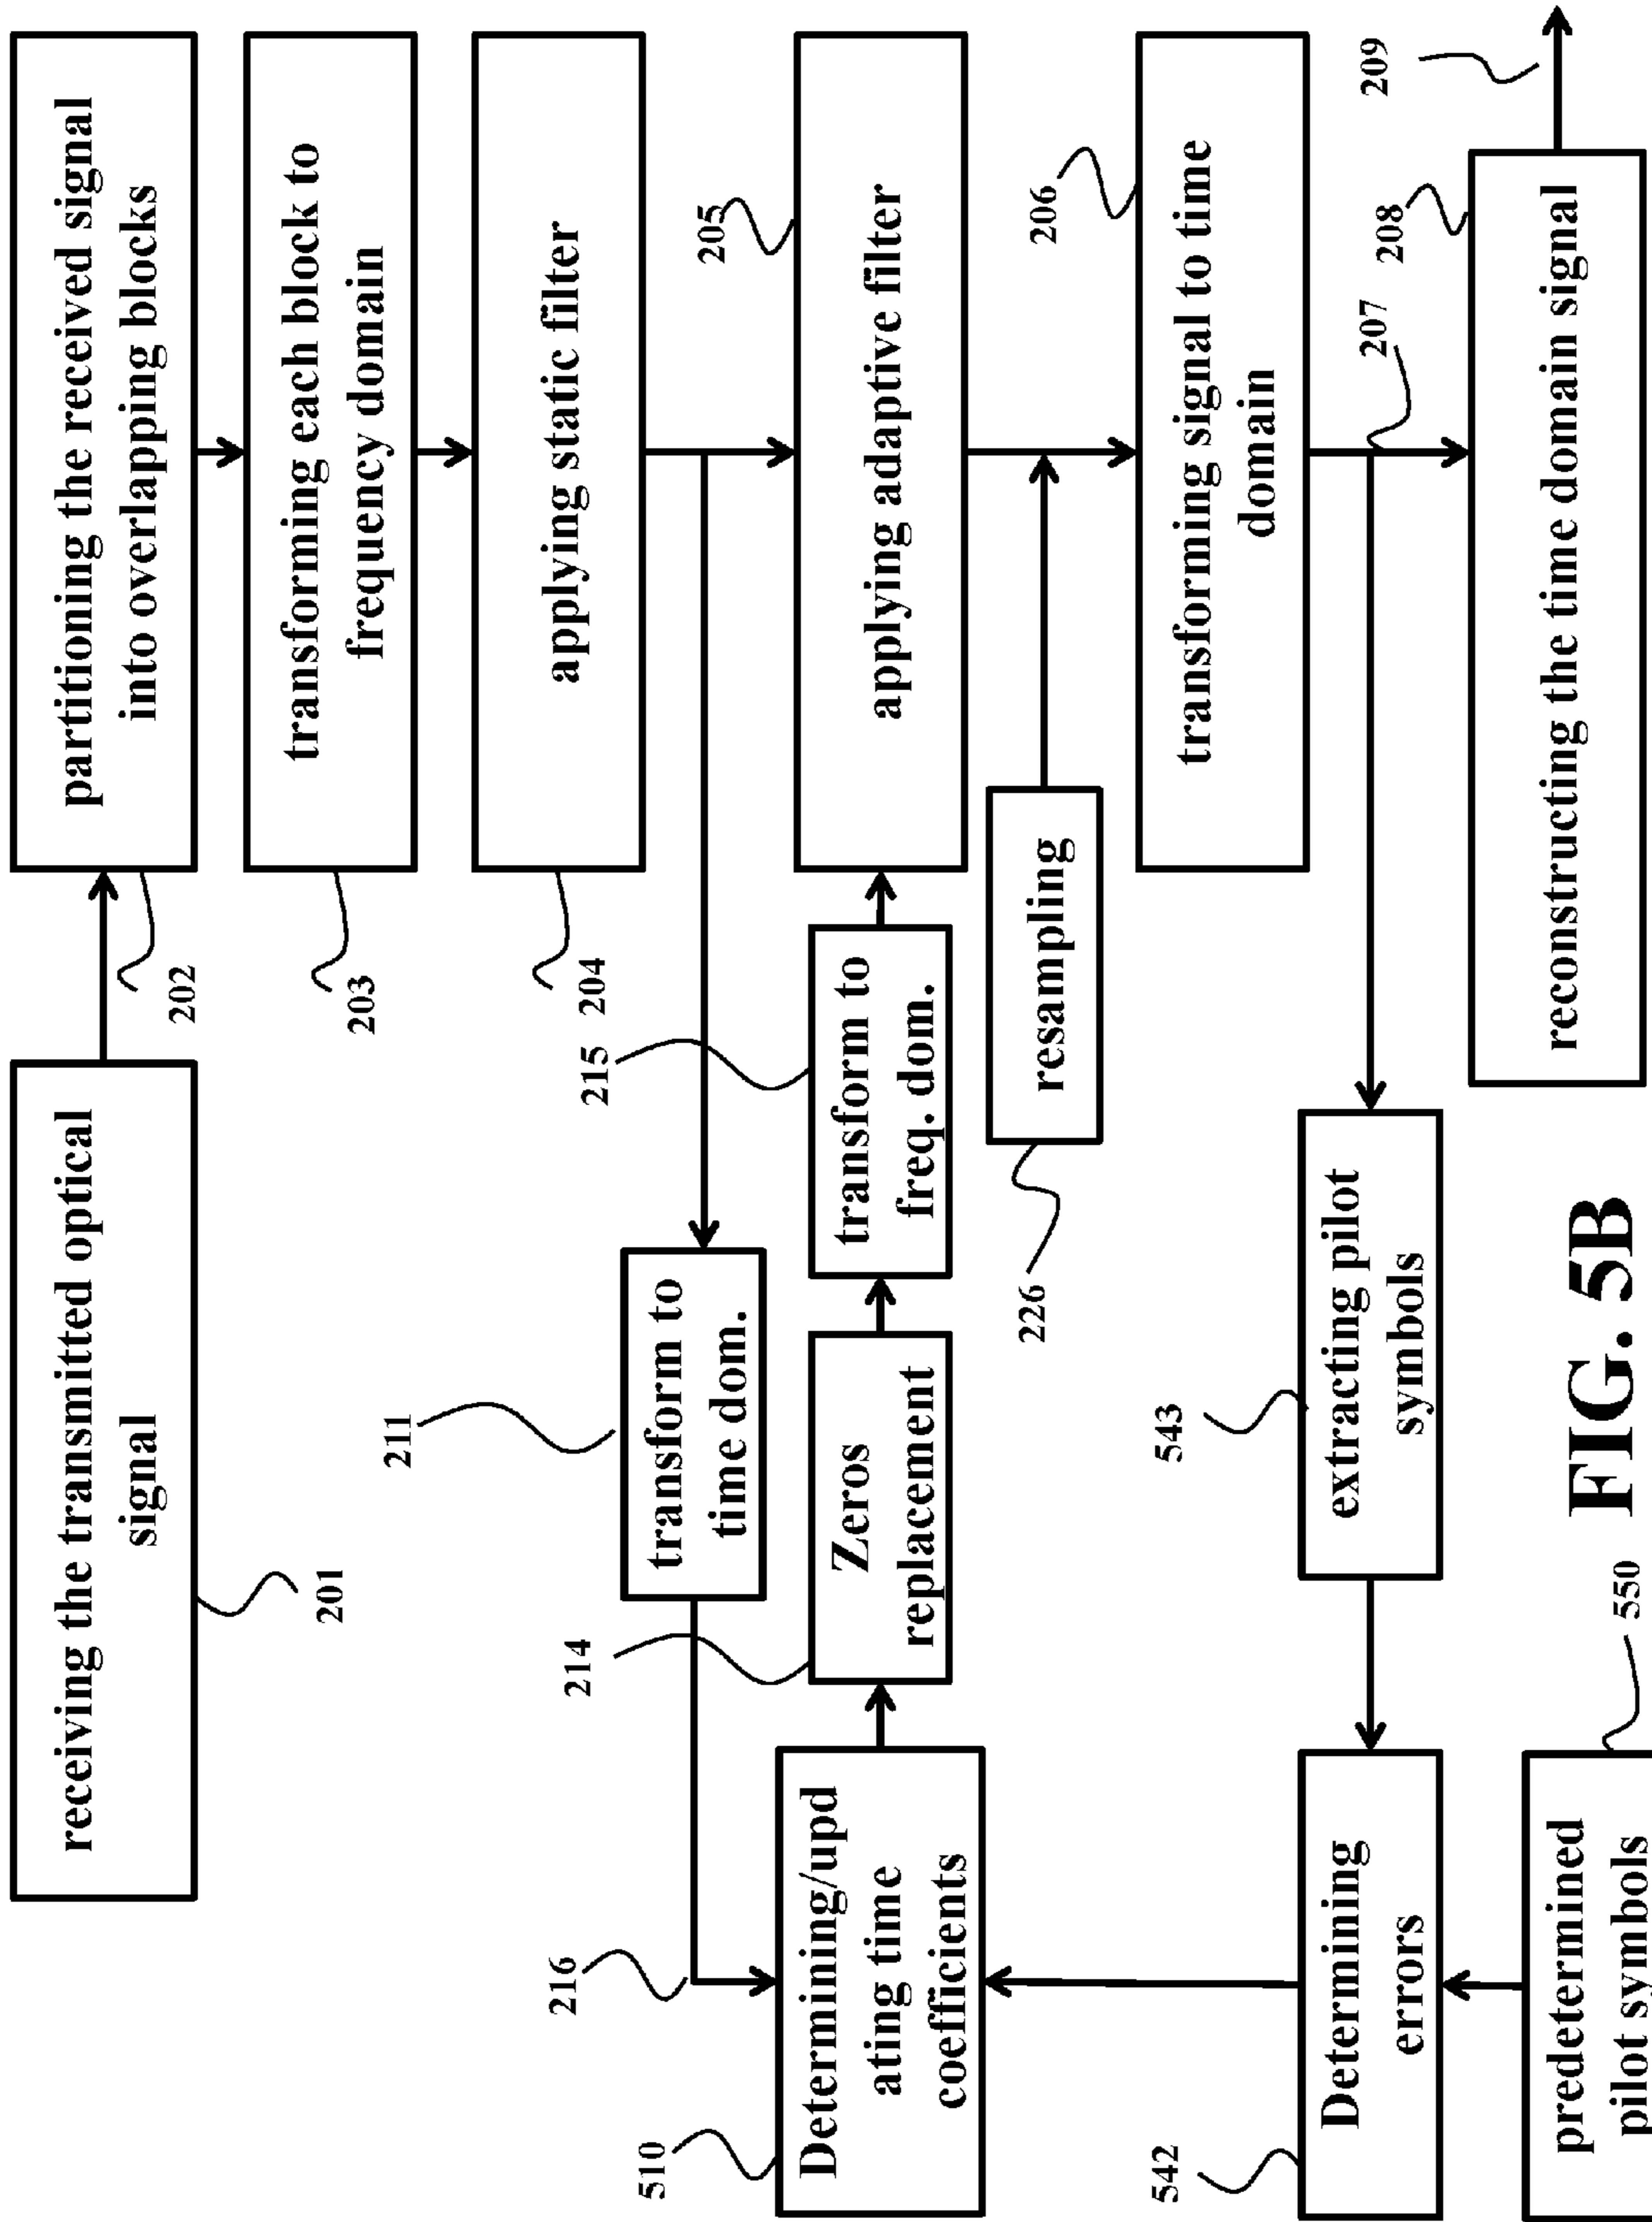 receiving the transmitted optical
signal
201
partitioning the received signal
into overlapping blocks
202
transforming each block to
frequency domain
203
applying static filter
204
transform to
time dom.
211
216
Determining/upd
ating time
coefficients
510
Zeros
replacement
214
transform to
freq. dom.
215
applying adaptive filter
205
resampling
226
transforming signal to time
domain
206
207
extracting pilot
symbols
543
Determining
errors
542
predetermined
pilot symbols
550
reconstructing the time domain signal
208
209
FIG. 5B